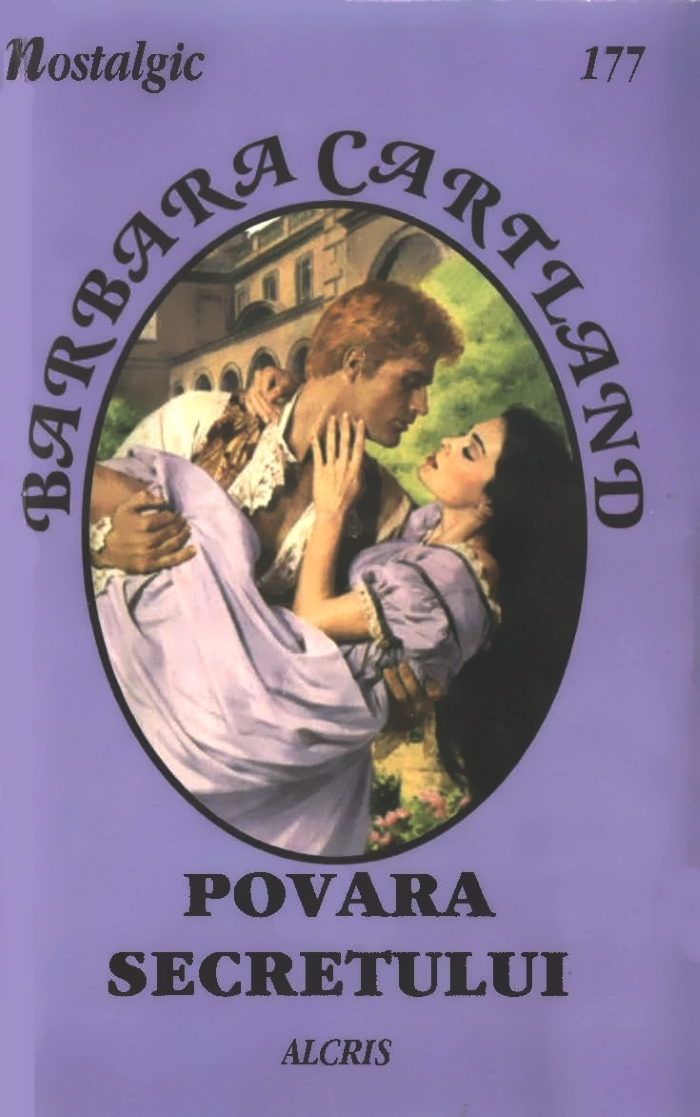 Nostalgic 177
BARBARA CARTLAND
POVARA
SECRETULUI
ALCRIS